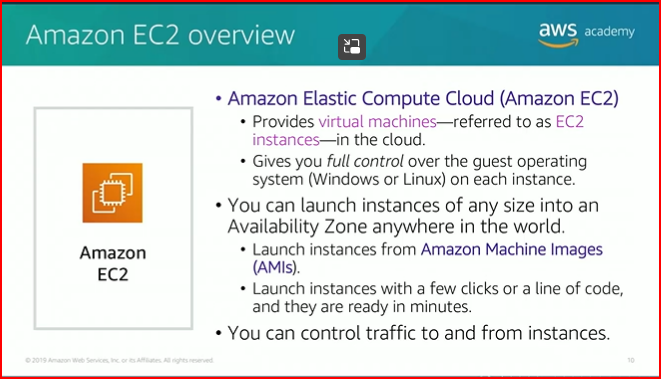 Amazon EC2 overview
aws academy
Amazon
EC2
• Amazon Elastic Compute Cloud (Amazon EC2)
• Provides virtual machines—referred to as EC2
instances—in the cloud.
• Gives you full control over the guest operating
system (Windows or Linux) on each instance.
• You can launch instances of any size into an
Availability Zone anywhere in the world.
• Launch instances from Amazon Machine Images
(AMIs).
• Launch instances with a few clicks or a line of code,
and they are ready in minutes.
• You can control traffic to and from instances.
© 2019 Amazon Web Services, Inc. or its Affiliates. All rights reserved.
10